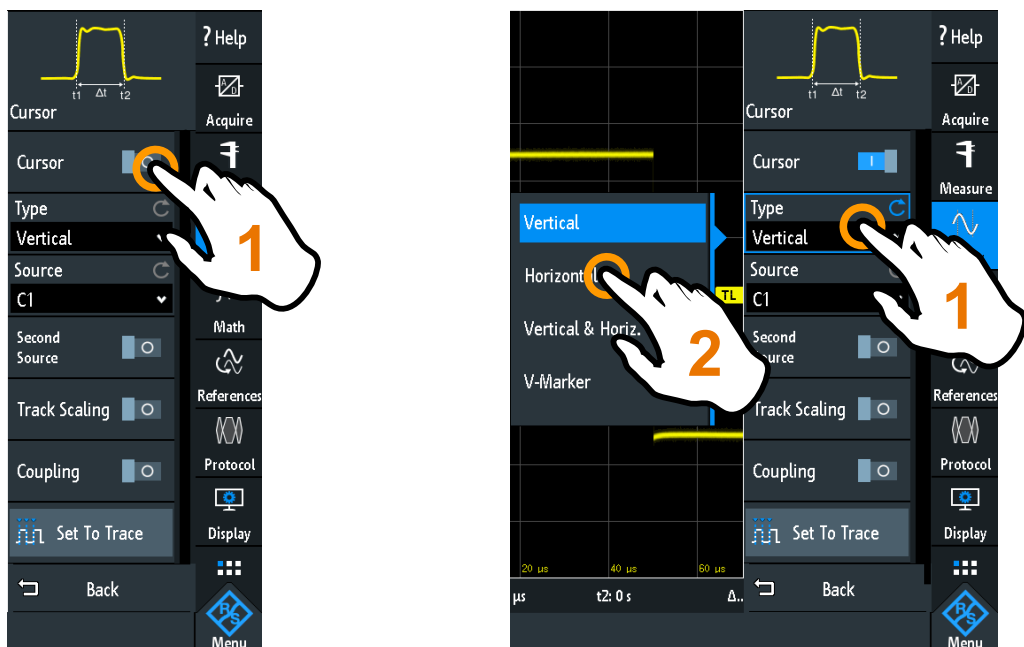 t1 Δt t2
Cursor
Cursor
Type
Vertical
Source
C1
Second
Source
Track Scaling
Coupling
Set To Trace
Back
? Help
A
D
Acquire
Math
References
Protocol
Display
R/S
Menu
1
Vertical
Horizontal
Vertical & Horiz.
V-Marker
2
TL
20 µs 40 µs 60 µs
µs t2: 0 s Δ..
t1 Δt t2
Cursor
Cursor
Type
Vertical
Source
C1
Second
Source
Track Scaling
Coupling
Set To Trace
Back
? Help
A
D
Acquire
Measure
References
Protocol
Display
R/S
Menu
1